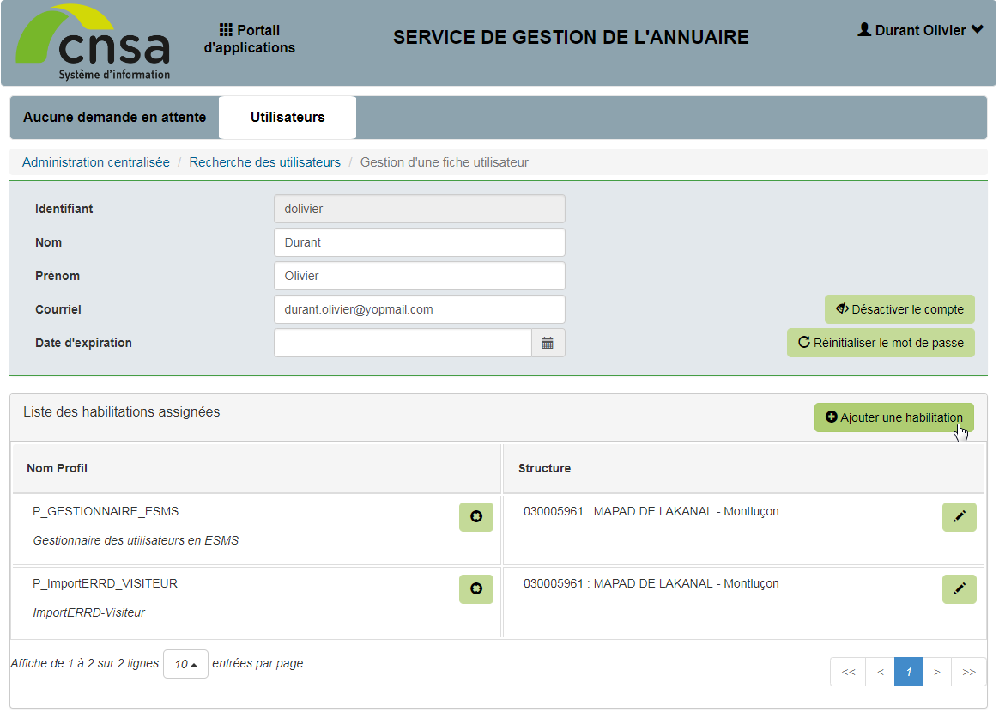 cnsa
Système d'information
Portail
d'applications
SERVICE DE GESTION DE L'ANNUAIRE
Durant Olivier
Aucune demande en attente
Utilisateurs
Administration centralisée / Recherche des utilisateurs / Gestion d'une fiche utilisateur
Identifiant
dolivier
Nom
Durant
Prénom
Olivier
Courriel
durant.olivier@yopmail.com
Désactiver le compte
Date d'expiration
Réinitialiser le mot de passe
Liste des habilitations assignées
Ajouter une habilitation
Nom Profil
Structure
P_GESTIONNAIRE_ESMS
030005961 : MAPAD DE LAKANAL - Montluçon
Gestionnaire des utilisateurs en ESMS
P_ImportERRD_VISITEUR
030005961 : MAPAD DE LAKANAL - Montluçon
ImportERRD-Visiteur
Affiche de 1 à 2 sur 2 lignes 10 entrées par page
<< < 1 > >>